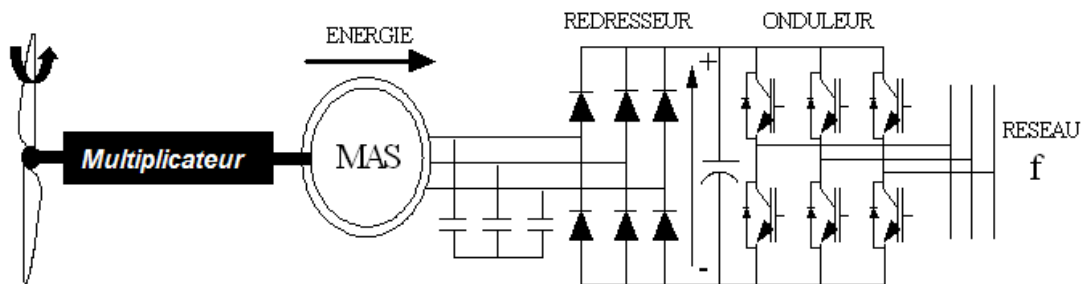 REDRESSEUR
ONDULEUR
ENERGIE
+
Multiplicateur
MAS
RESEAU
f
-